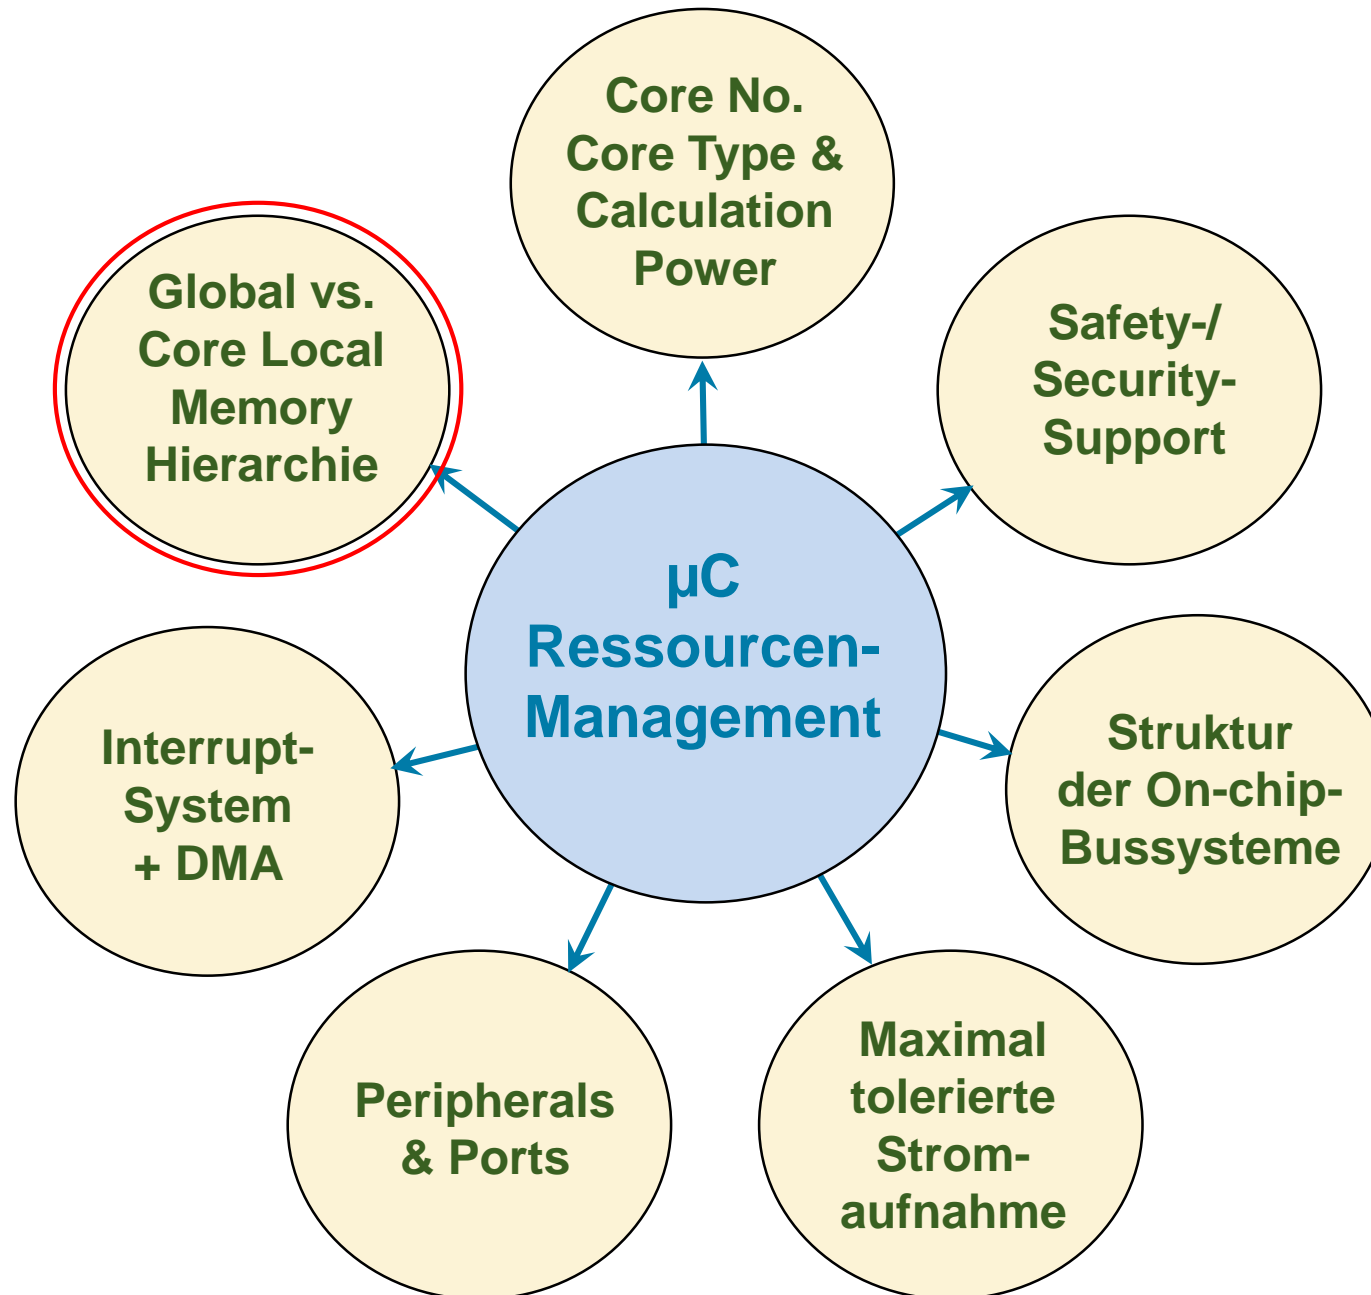 Core No.
Core Type &
Calculation
Power
Global vs.
Core Local
Memory
Hierarchie
Safety-/
Security-
Support
µC
Ressourcen-
Management
Interrupt-
System
+ DMA
Struktur
der On-chip-
Bussysteme
Peripherals
& Ports
Maximal
tolerierte
Strom-
aufnahme